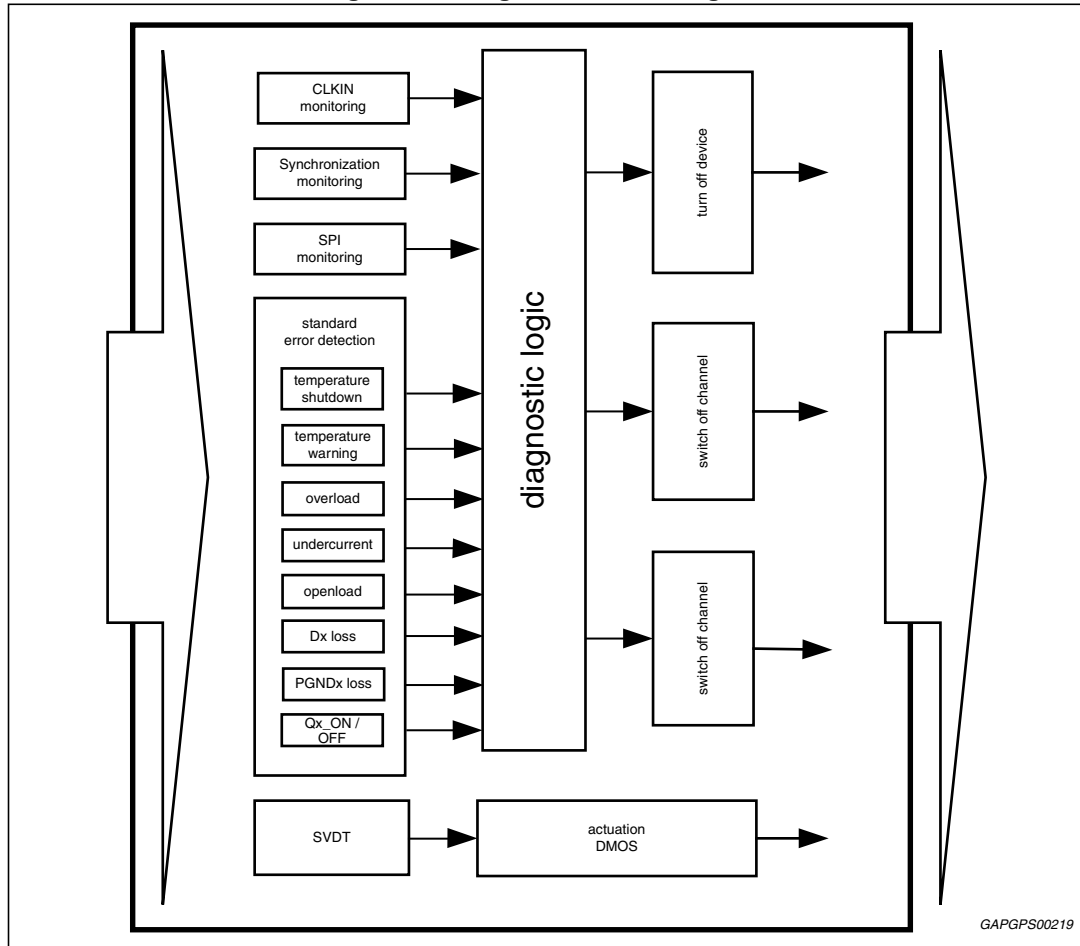 CLKIN
monitoring
Synchronization
monitoring
SPI
monitoring
standard
error detection
temperature
shutdown
temperature
warning
overload
undercurrent
openload
Dx loss
PGNDx loss
Qx_ON /
OFF
diagnostic logic
turn off device
switch off channel
switch off channel
SVDT
actuation
DMOS
GAPGPS00219